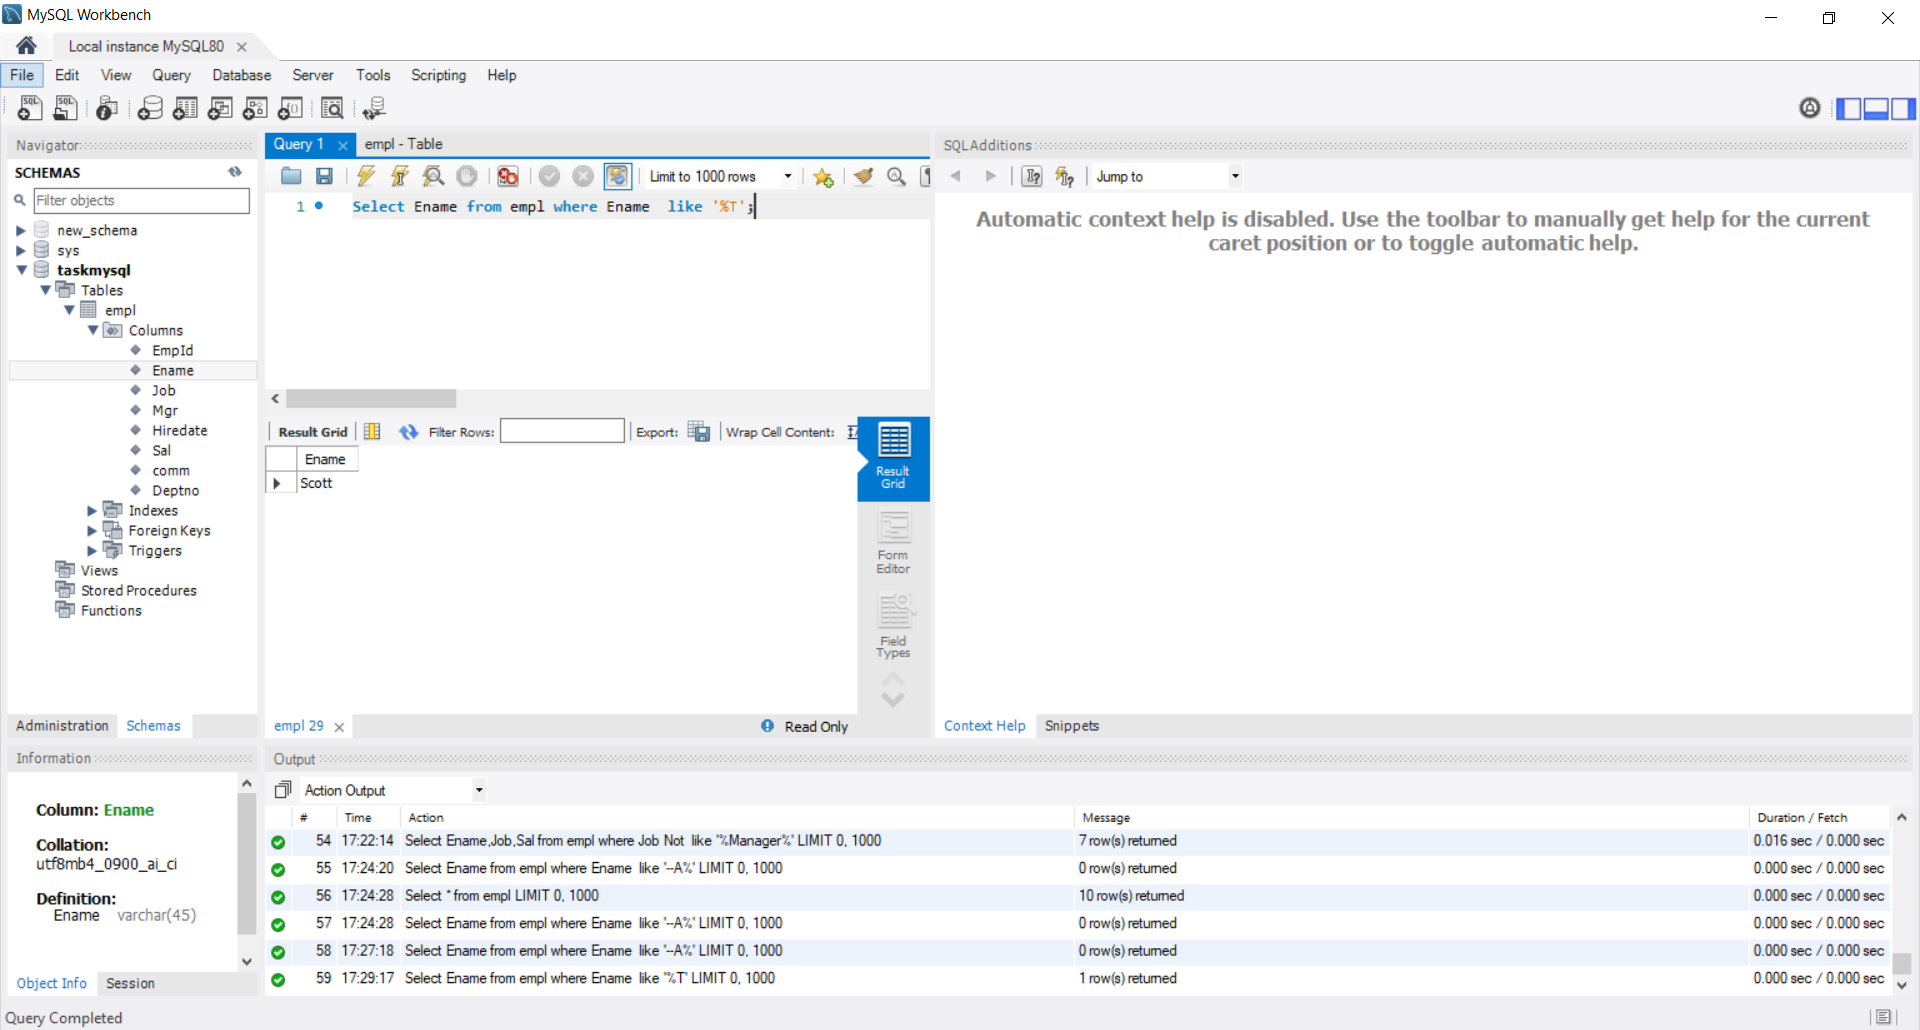 MySQL Workbench
Local instance MySQL80
File Edit View Query Database Server Tools Scripting Help
Navigator
SCHEMAS
Filter objects
new_schema
sys
taskmysql
Tables
empl
Columns
EmpId
Ename
Job
Mgr
Hiredate
Sal
comm
Deptno
Indexes
Foreign Keys
Triggers
Views
Stored Procedures
Functions
Administration Schemas
Information
Column: Ename
Collation:
utf8mb4_0900_ai_ci
Definition:
Ename varchar(45)
Object Info Session
Query 1 empl - Table
Limit to 1000 rows
1 Select Ename from empl where Ename  like '%T';
Result Grid Filter Rows: Export: Wrap Cell Content:
Ename
Scott
Result
Grid
Form
Editor
Field
Types
empl 29 Read Only
SQLAdditions
Jump to
Automatic context help is disabled. Use the toolbar to manually get help for the current
caret position or to toggle automatic help.
Context Help Snippets
Output
Action Output
# Time Action Message Duration / Fetch
54 17:22:14 Select Ename,Job,Sal from empl where Job Not  like '%Manager%' LIMIT 0, 1000 7 row(s) returned 0.016 sec / 0.000 sec
55 17:24:20 Select Ename from empl where Ename  like '--A%' LIMIT 0, 1000 0 row(s) returned 0.000 sec / 0.000 sec
56 17:24:28 Select * from empl LIMIT 0, 1000 10 row(s) returned 0.000 sec / 0.000 sec
57 17:24:28 Select Ename from empl where Ename  like '--A%' LIMIT 0, 1000 0 row(s) returned 0.000 sec / 0.000 sec
58 17:27:18 Select Ename from empl where Ename  like '--A%' LIMIT 0, 1000 0 row(s) returned 0.000 sec / 0.000 sec
59 17:29:17 Select Ename from empl where Ename  like '%T' LIMIT 0, 1000 1 row(s) returned 0.000 sec / 0.000 sec
Query Completed